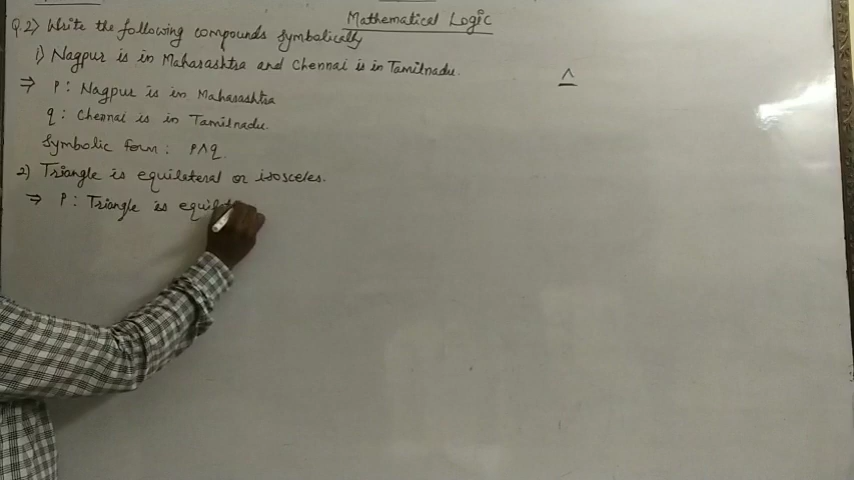 Mathematical Logic
Q.2) Write the following compounds symbolically
1) Nagpur is in Maharashtra and Chennai is in Tamilnadu.
⇒ P: Nagpur is in Maharashtra
q: Chennai is in Tamilnadu.
Symbolic form: P∧q.
2) Triangle is equilateral or isosceles.
⇒ P: Triangle is
∧